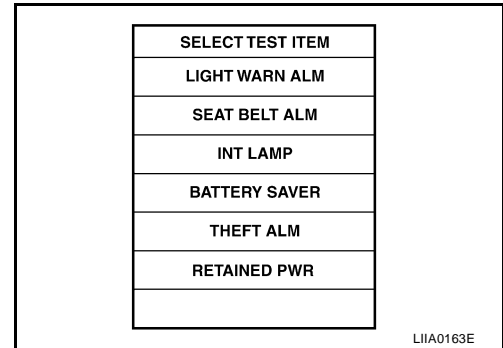 SELECT TEST ITEM
LIGHT WARN ALM
SEAT BELT ALM
INT LAMP
BATTERY SAVER
THEFT ALM
RETAINED PWR
LIIA0163E